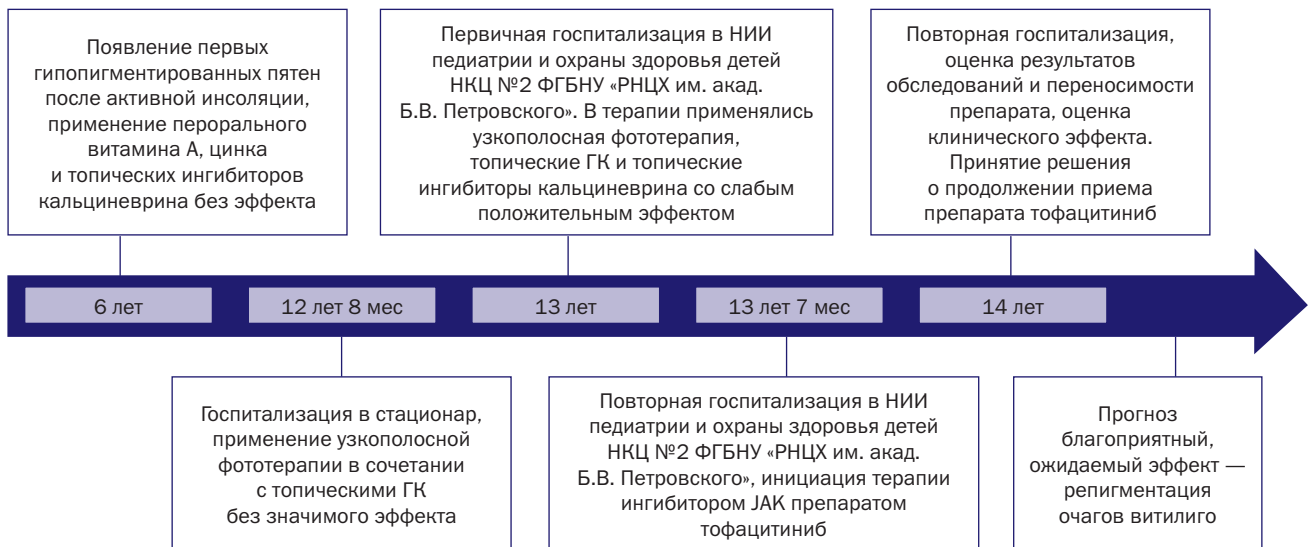 Появление первых
гипопигментированных пятен
после активной инсоляции,
применение перорального
витамина А, цинка
и топических ингибиторов
кальциневрина без эффекта
Первичная госпитализация в НИИ
педиатрии и охраны здоровья детей
НКЦ №2 ФГБНУ «РНЦХ им. акад.
Б.В. Петровского». В терапии применялись
узкополосная фототерапия,
топические ГК и топические
ингибиторы кальциневрина со слабым
положительным эффектом
Повторная госпитализация,
оценка результатов
обследований и переносимости
препарата, оценка
клинического эффекта.
Принятие решения
о продолжении приема
препарата тофацитиниб
6 лет
12 лет 8 мес
13 лет
13 лет 7 мес
14 лет
Госпитализация в стационар,
применение узкополосной
фототерапии в сочетании
с топическими ГК
без значимого эффекта
Повторная госпитализация в НИИ
педиатрии и охраны здоровья детей
НКЦ №2 ФГБНУ «РНЦХ им. акад.
Б.В. Петровского», инициация терапии
ингибитором JAK препаратом
тофацитиниб
Прогноз
благоприятный,
ожидаемый эффект —
репигментация
очагов витилиго